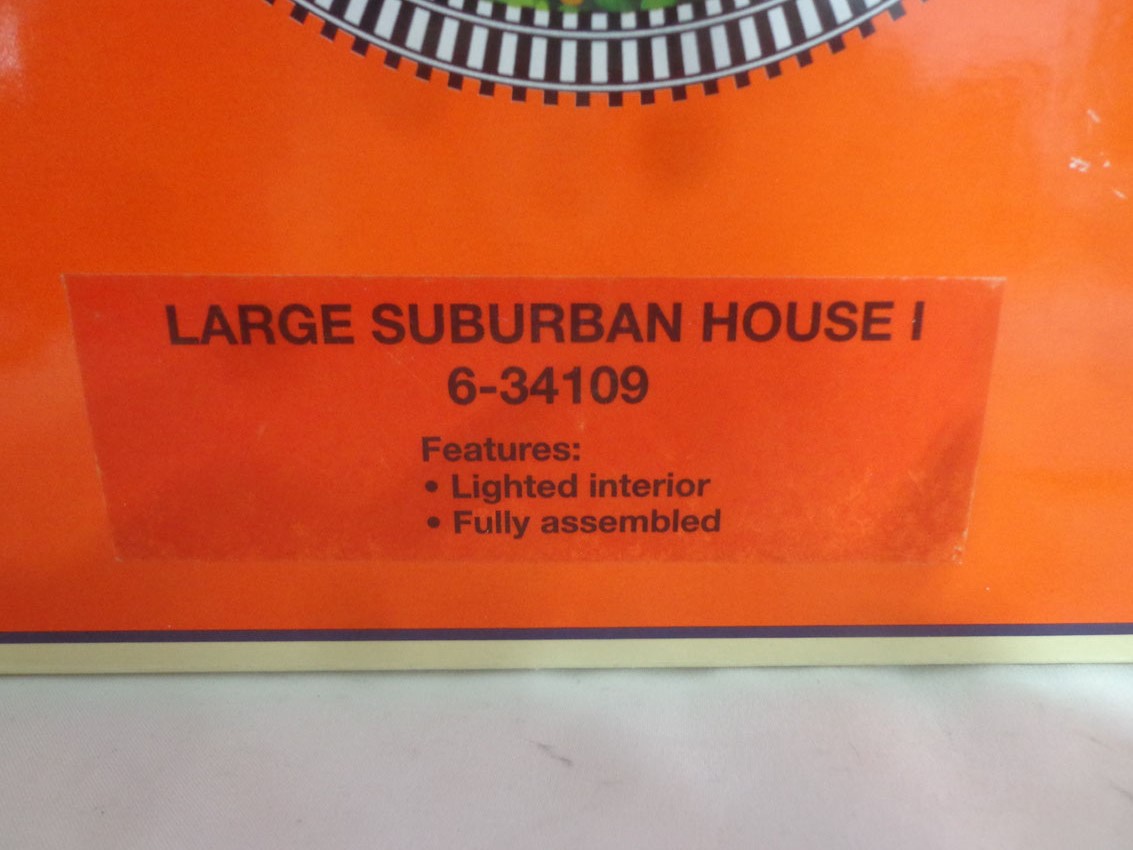 LARGE SUBURBAN HOUSE I
6-34109
Features:
• Lighted interior
• Fully assembled